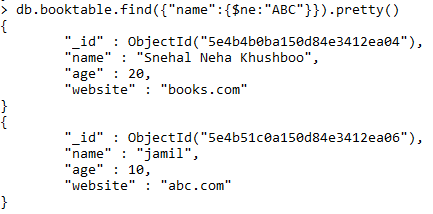 > db.booktable.find({"name":{$ne:"ABC"}}).pretty()
{
        "_id" : ObjectId("5e4b4b0ba150d84e3412ea04"),
        "name" : "Snehal Neha Khushboo",
        "age" : 20,
        "website" : "books.com"
}
{
        "_id" : ObjectId("5e4b51c0a150d84e3412ea06"),
        "name" : "jamil",
        "age" : 10,
        "website" : "abc.com"
}